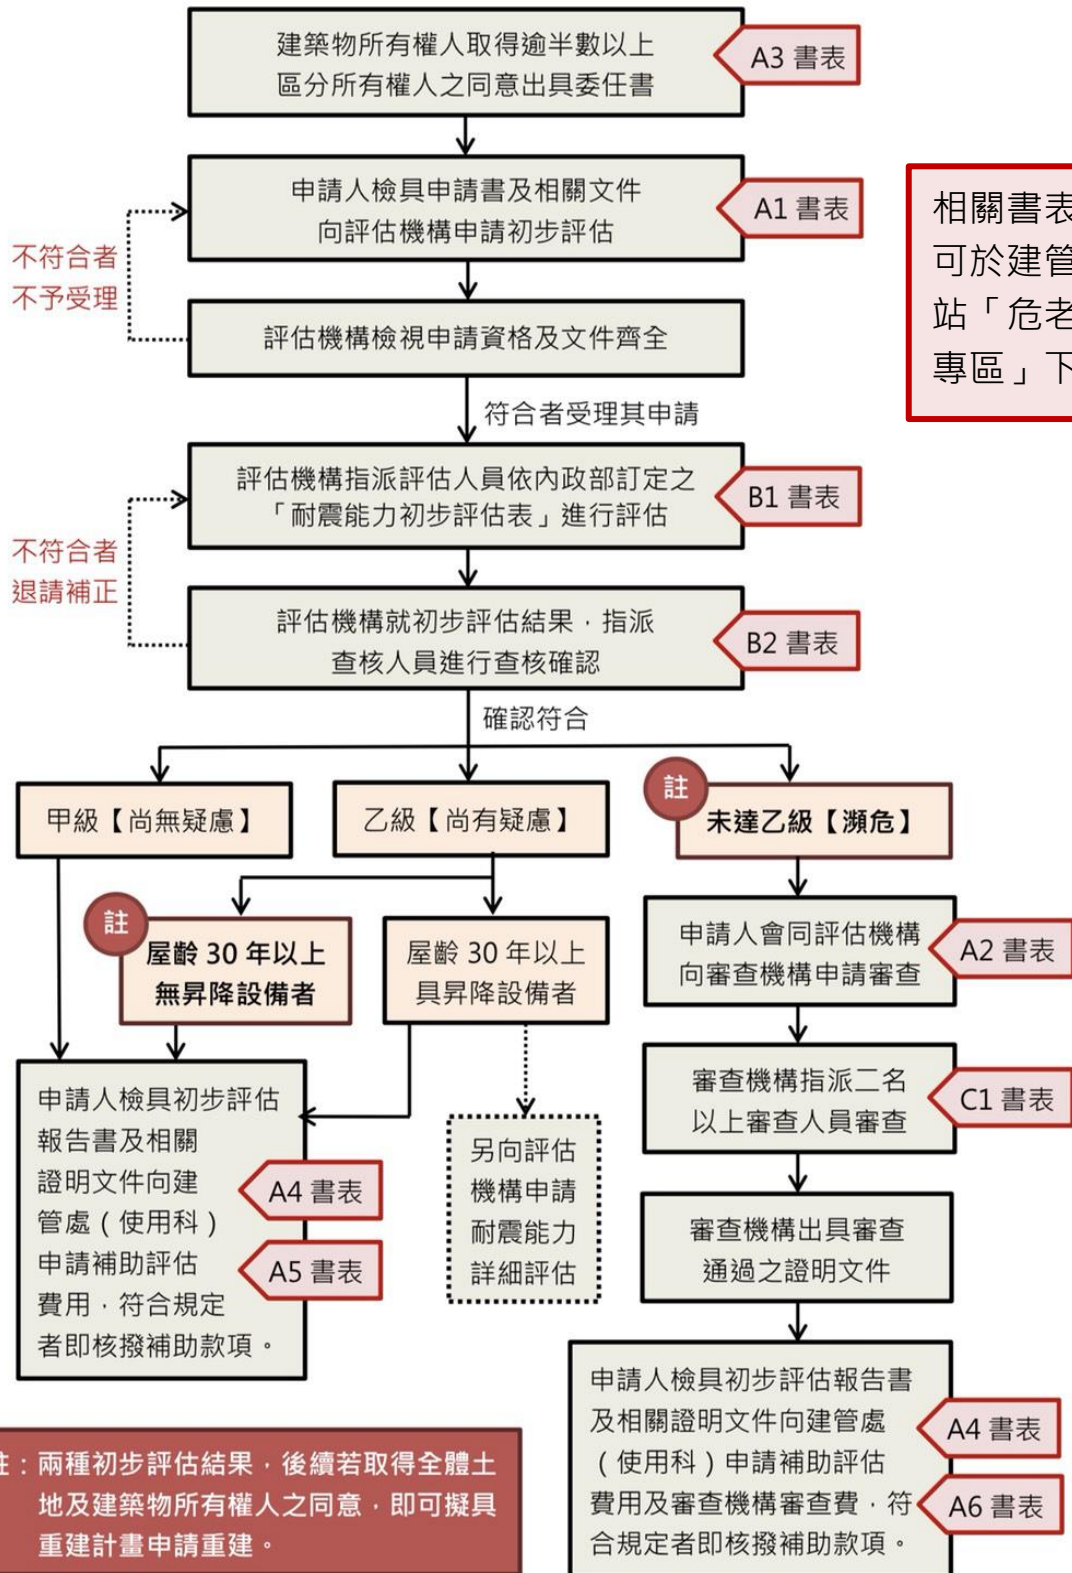 建築物所有權人取得逾半數以上
區分所有權人之同意出具委任書
A3 書表
申請人檢具申請書及相關文件
向評估機構申請初步評估
A1 書表
相關書表
可於建管
站「危老
專區」下
不符合者
不予受理
評估機構檢視申請資格及文件齊全
符合者受理其申請
評估機構指派評估人員依內政部訂定之
「耐震能力初步評估表」進行評估
B1 書表
不符合者
退請補正
評估機構就初步評估結果，指派
查核人員進行查核確認
B2 書表
確認符合
甲級【尚無疑慮】
乙級【尚有疑慮】
註
未達乙級【瀕危】
註
屋齡 30 年以上
無昇降設備者
屋齡 30 年以上
具昇降設備者
申請人會同評估機構
向審查機構申請審查
A2 書表
審查機構指派二名
以上審查人員審查
C1 書表
申請人檢具初步評估
報告書及相關
證明文件向建
管處（使用科）
申請補助評估
費用，符合規定
者即核撥補助款項。
A4 書表
A5 書表
另向評估
機構申請
耐震能力
詳細評估
審查機構出具審查
通過之證明文件
申請人檢具初步評估報告書
及相關證明文件向建管處
（使用科）申請補助評估
費用及審查機構審查費，符
合規定者即核撥補助款項。
A4 書表
A6 書表
註：兩種初步評估結果，後續若取得全體土
地及建築物所有權人之同意，即可擬具
重建計畫申請重建。